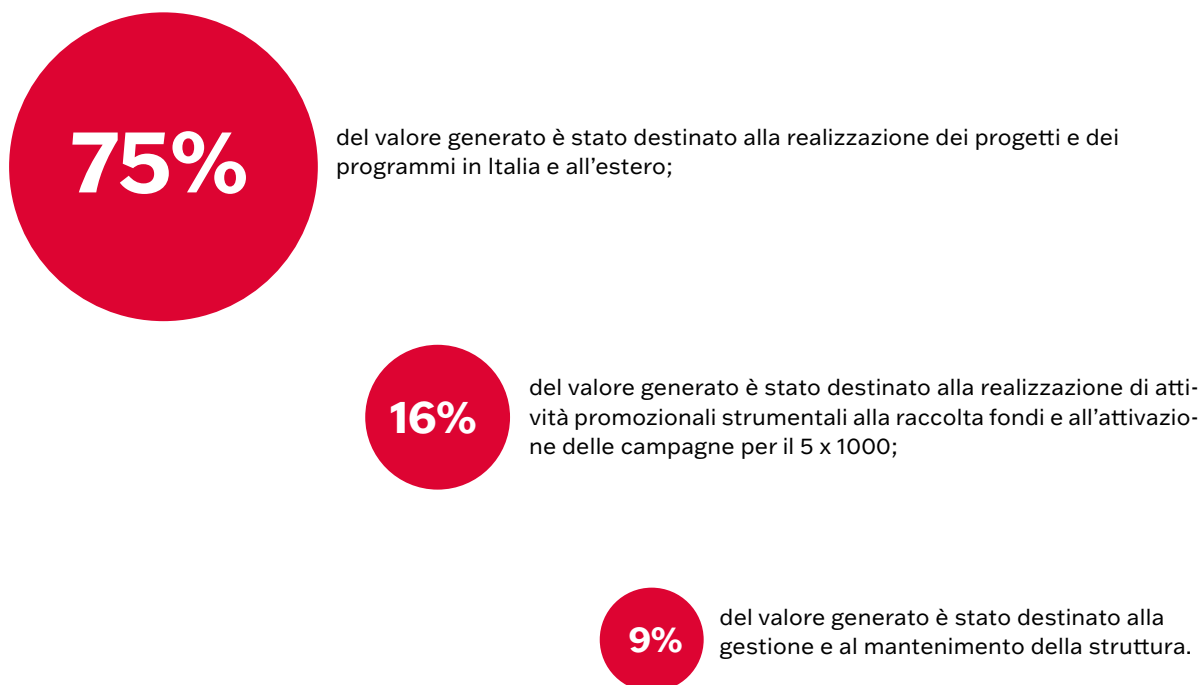 75%
del valore generato è stato destinato alla realizzazione dei progetti e dei
programmi in Italia e all’estero;
16%
del valore generato è stato destinato alla realizzazione di atti-
vità promozionali strumentali alla raccolta fondi e all’attivazio-
ne delle campagne per il 5 x 1000;
9%
del valore generato è stato destinato alla
gestione e al mantenimento della struttura.